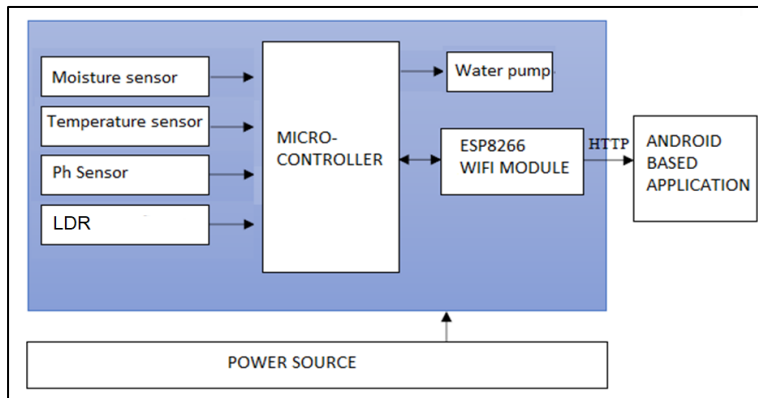 Moisture sensor
Temperature sensor
Ph Sensor
LDR
MICRO-
CONTROLLER
Water pump
ESP8266
WIFI MODULE
HTTP
ANDROID
BASED
APPLICATION
POWER SOURCE